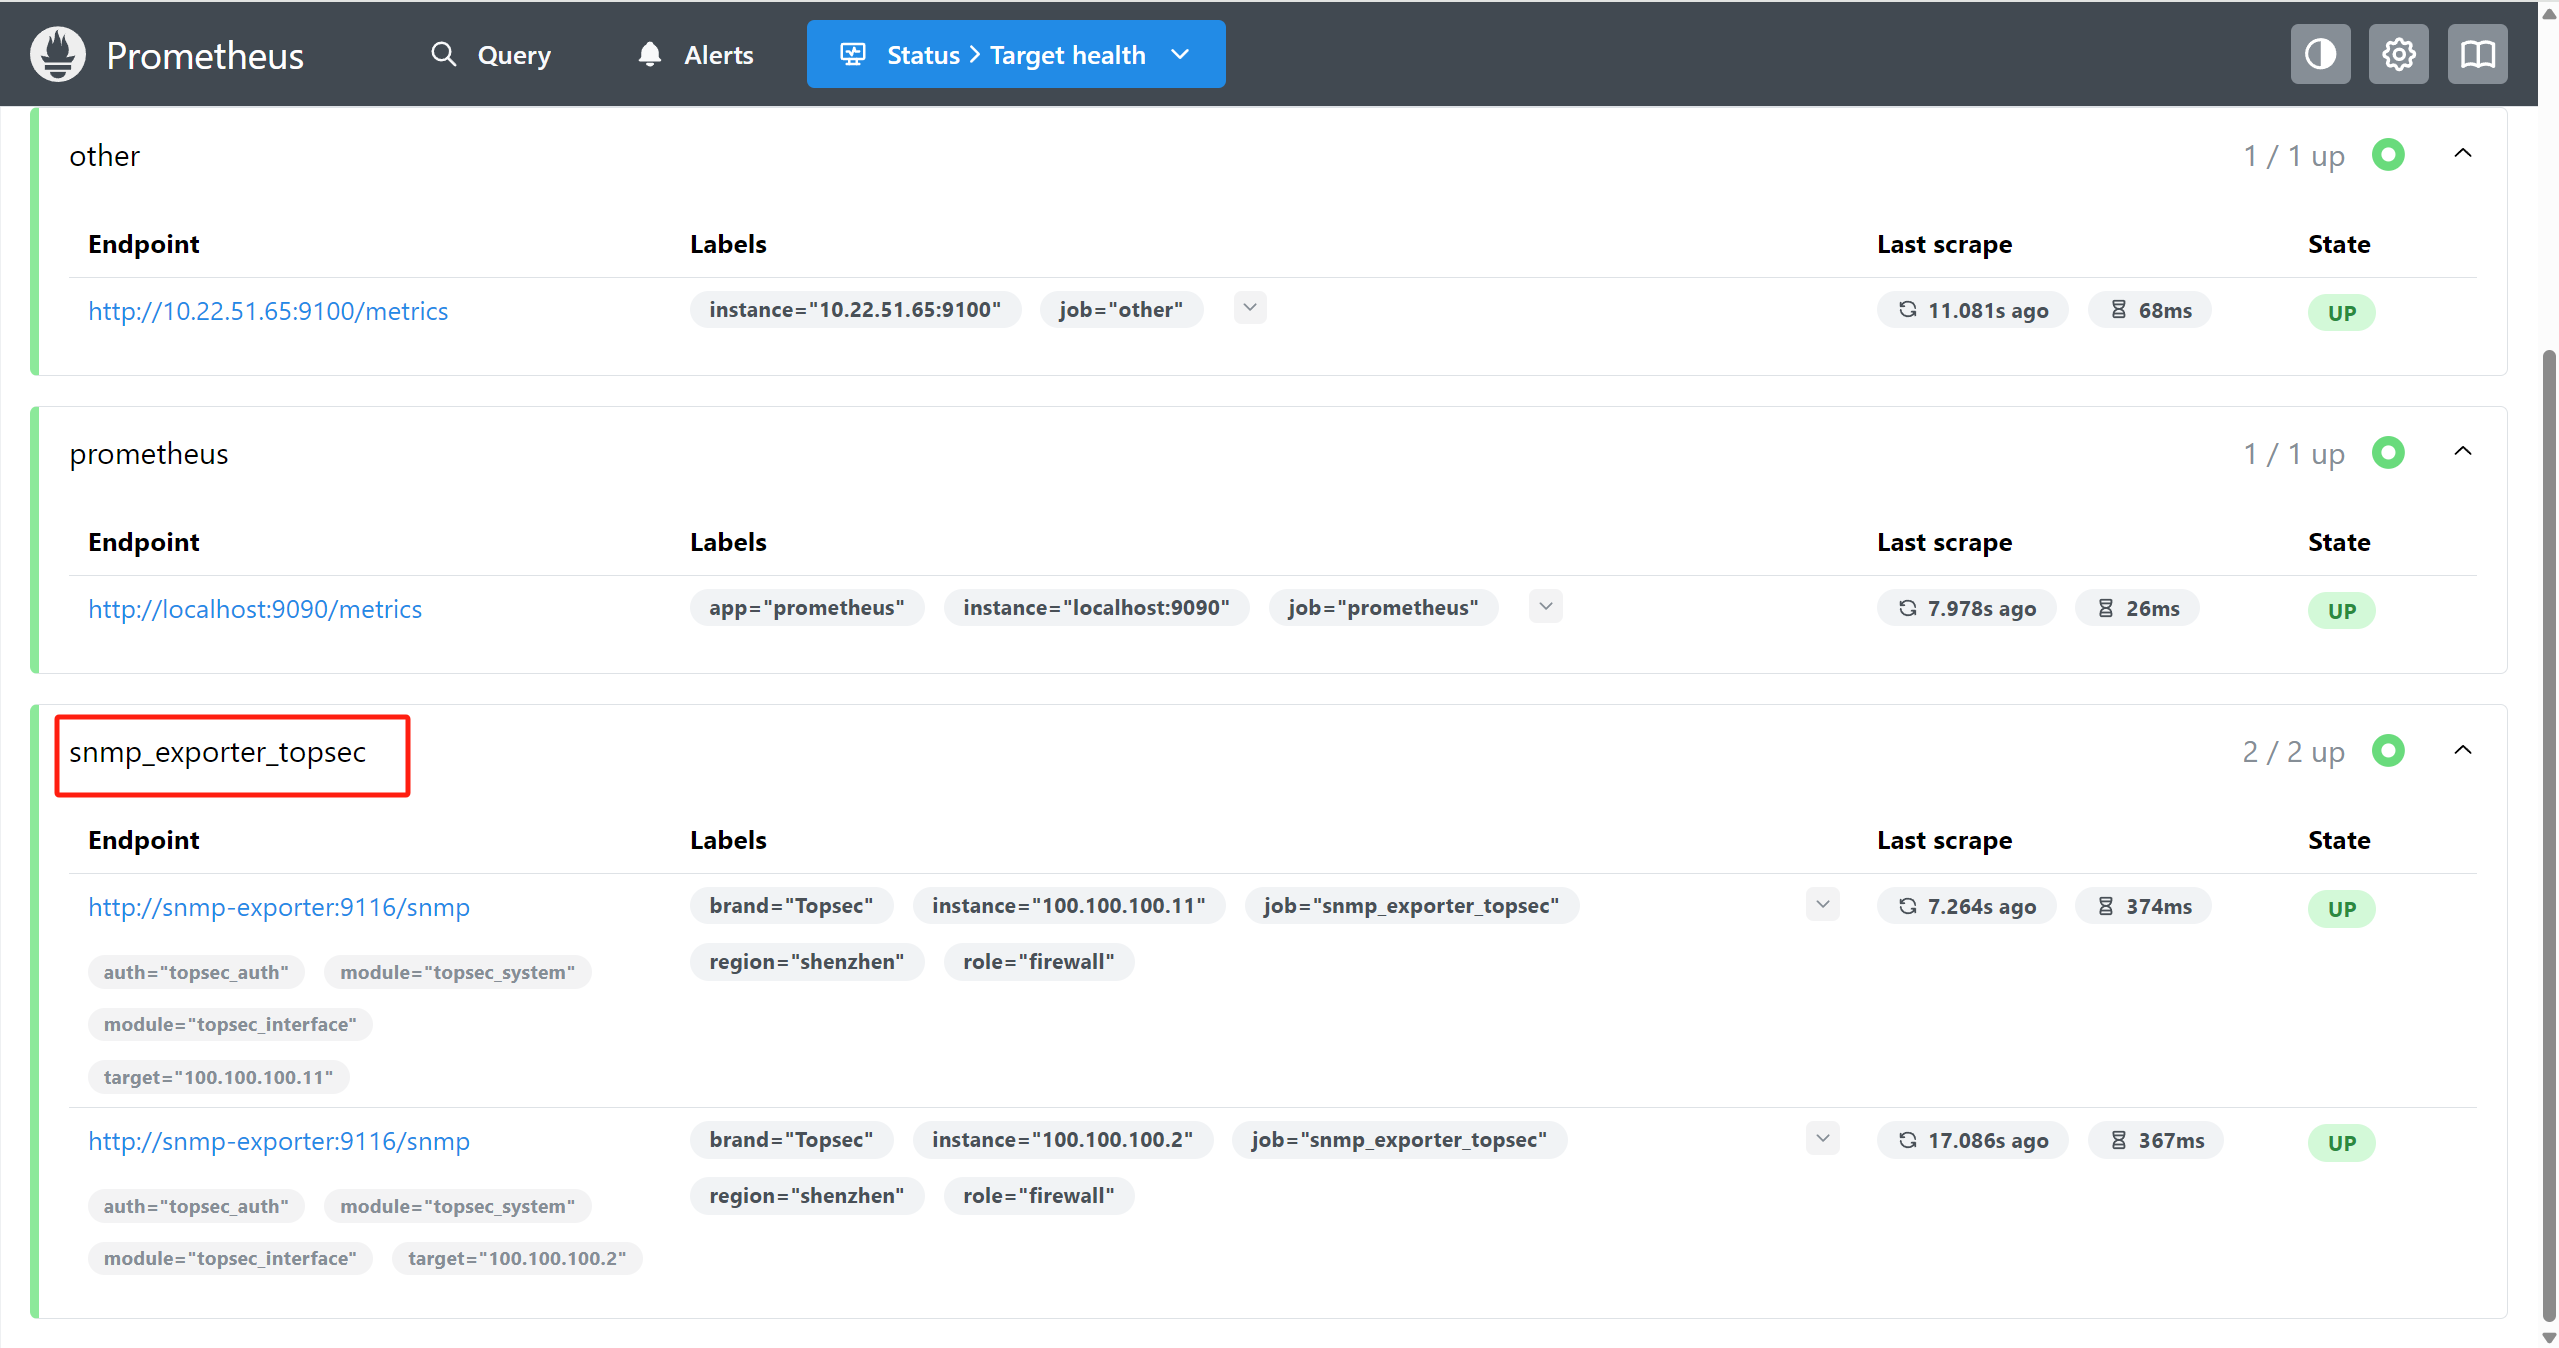 Prometheus Query Alerts Status > Target health
other 1 / 1 up
Endpoint Labels Last scrape State
http://10.22.51.65:9100/metrics instance="10.22.51.65:9100" job="other" 11.081s ago 68ms UP
prometheus 1 / 1 up
Endpoint Labels Last scrape State
http://localhost:9090/metrics app="prometheus" instance="localhost:9090" job="prometheus" 7.978s ago 26ms UP
snmp_exporter_topsec 2 / 2 up
Endpoint Labels Last scrape State
http://snmp-exporter:9116/snmp brand="Topsec" instance="100.100.100.11" job="snmp_exporter_topsec" 7.264s ago 374ms UP
auth="topsec_auth" module="topsec_system" region="shenzhen" role="firewall"
module="topsec_interface"
target="100.100.100.11"
http://snmp-exporter:9116/snmp brand="Topsec" instance="100.100.100.2" job="snmp_exporter_topsec" 17.086s ago 367ms UP
auth="topsec_auth" module="topsec_system" region="shenzhen" role="firewall"
module="topsec_interface" target="100.100.100.2"